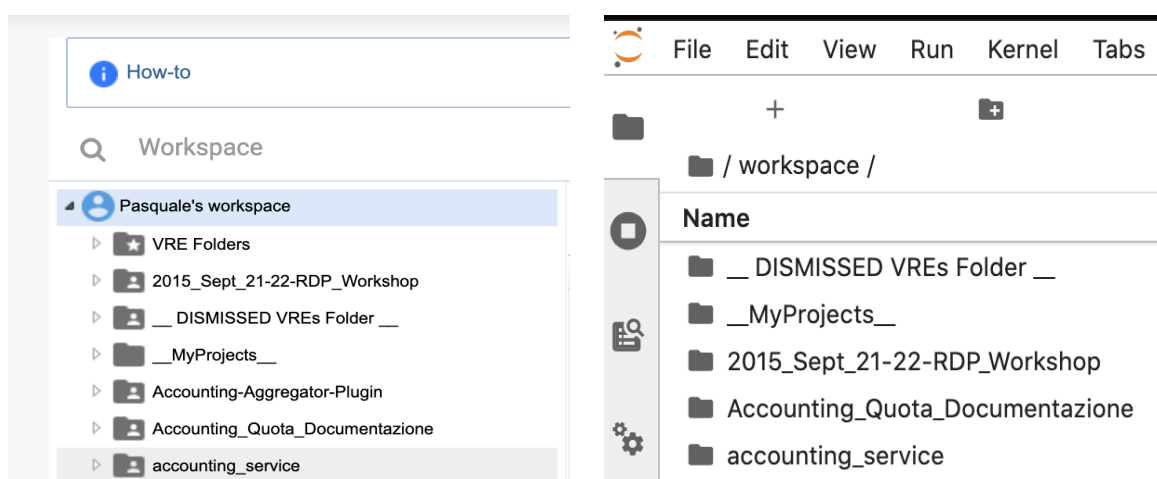 How-to
Workspace
Pasquale's workspace
VRE Folders
2015_Sept_21-22-RDP_Workshop
__ DISMISSED VREs Folder __
__MyProjects__
Accounting-Aggregator-Plugin
Accounting_Quota_Documentazione
accounting_service
File Edit View Run Kernel Tabs
+
/ workspace /
Name
__ DISMISSED VREs Folder __
__MyProjects__
2015_Sept_21-22-RDP_Workshop
Accounting_Quota_Documentazione
accounting_service